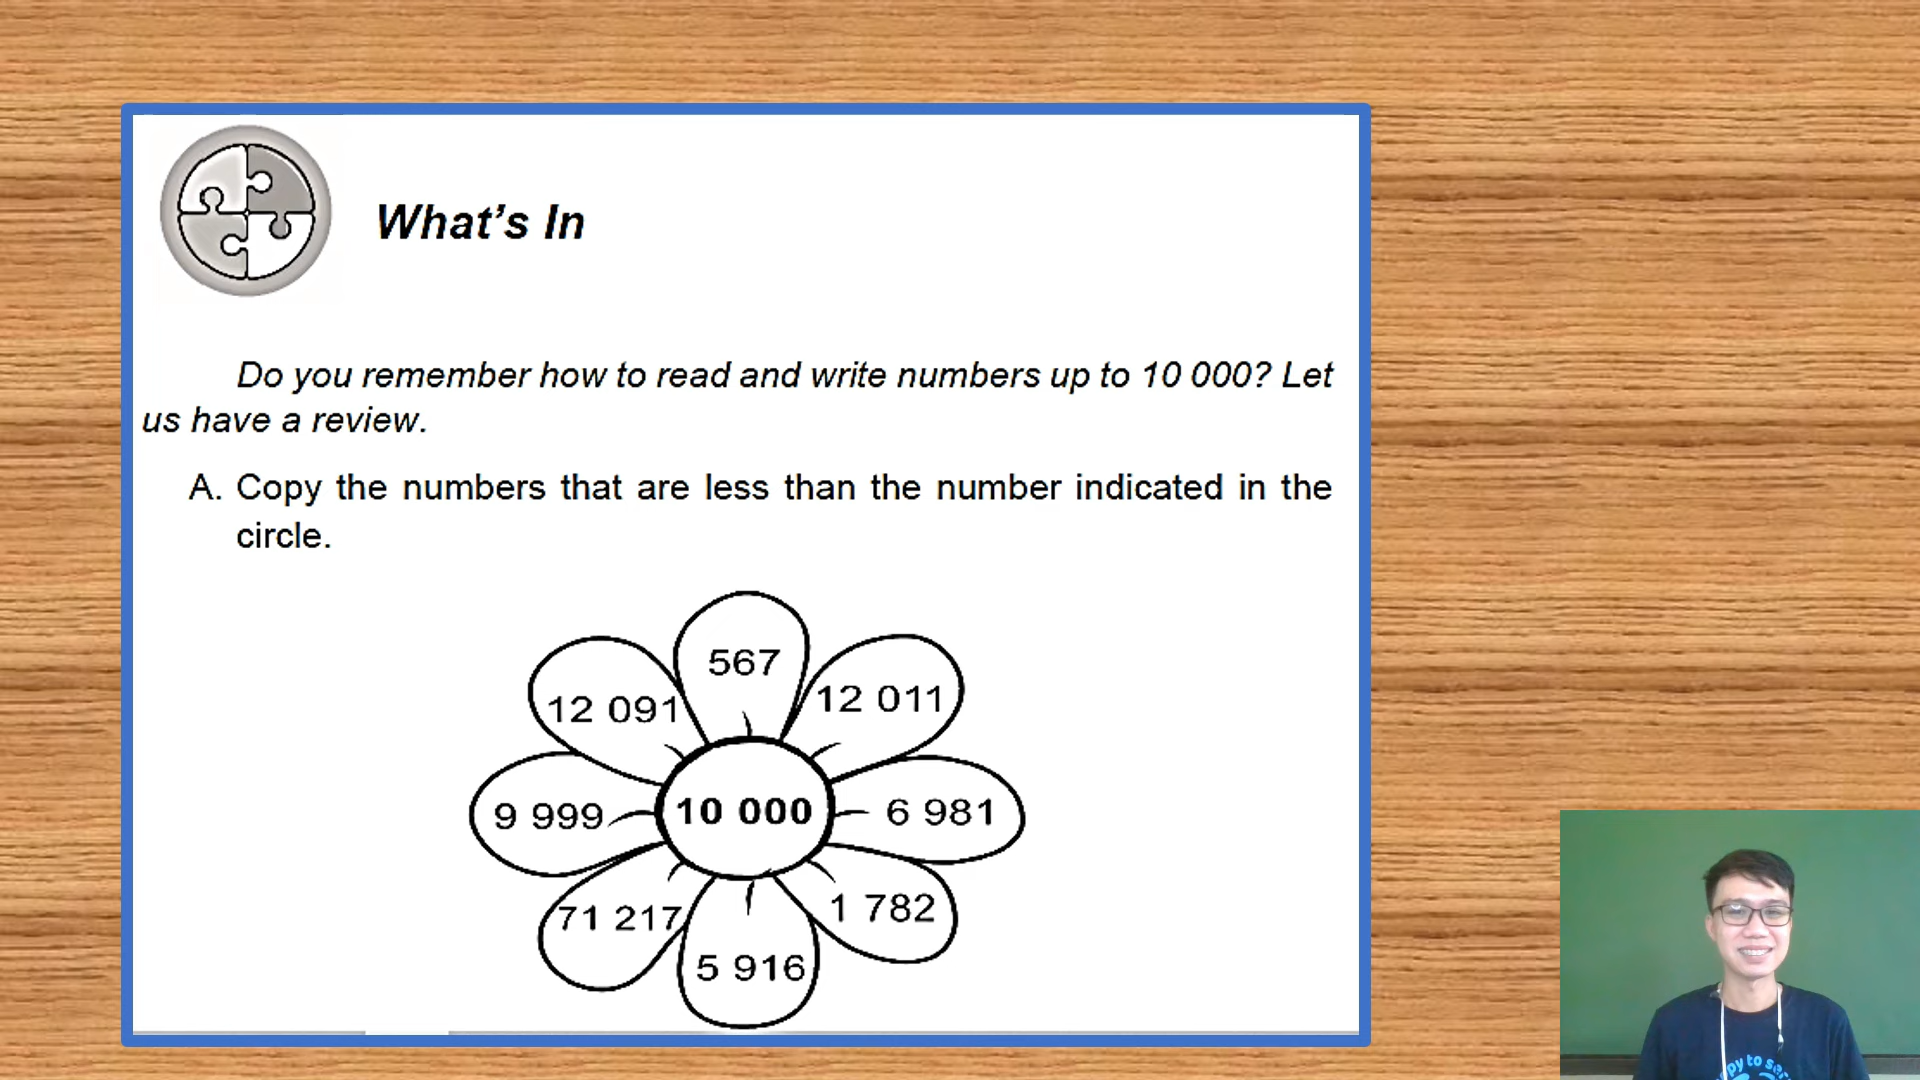 What's In
Do you remember how to read and write numbers up to 10 000? Let
us have a review.
A. Copy the numbers that are less than the number indicated in the
circle.
567
12 091
12 011
9 999
10 000
6 981
71 217
1 782
5 916